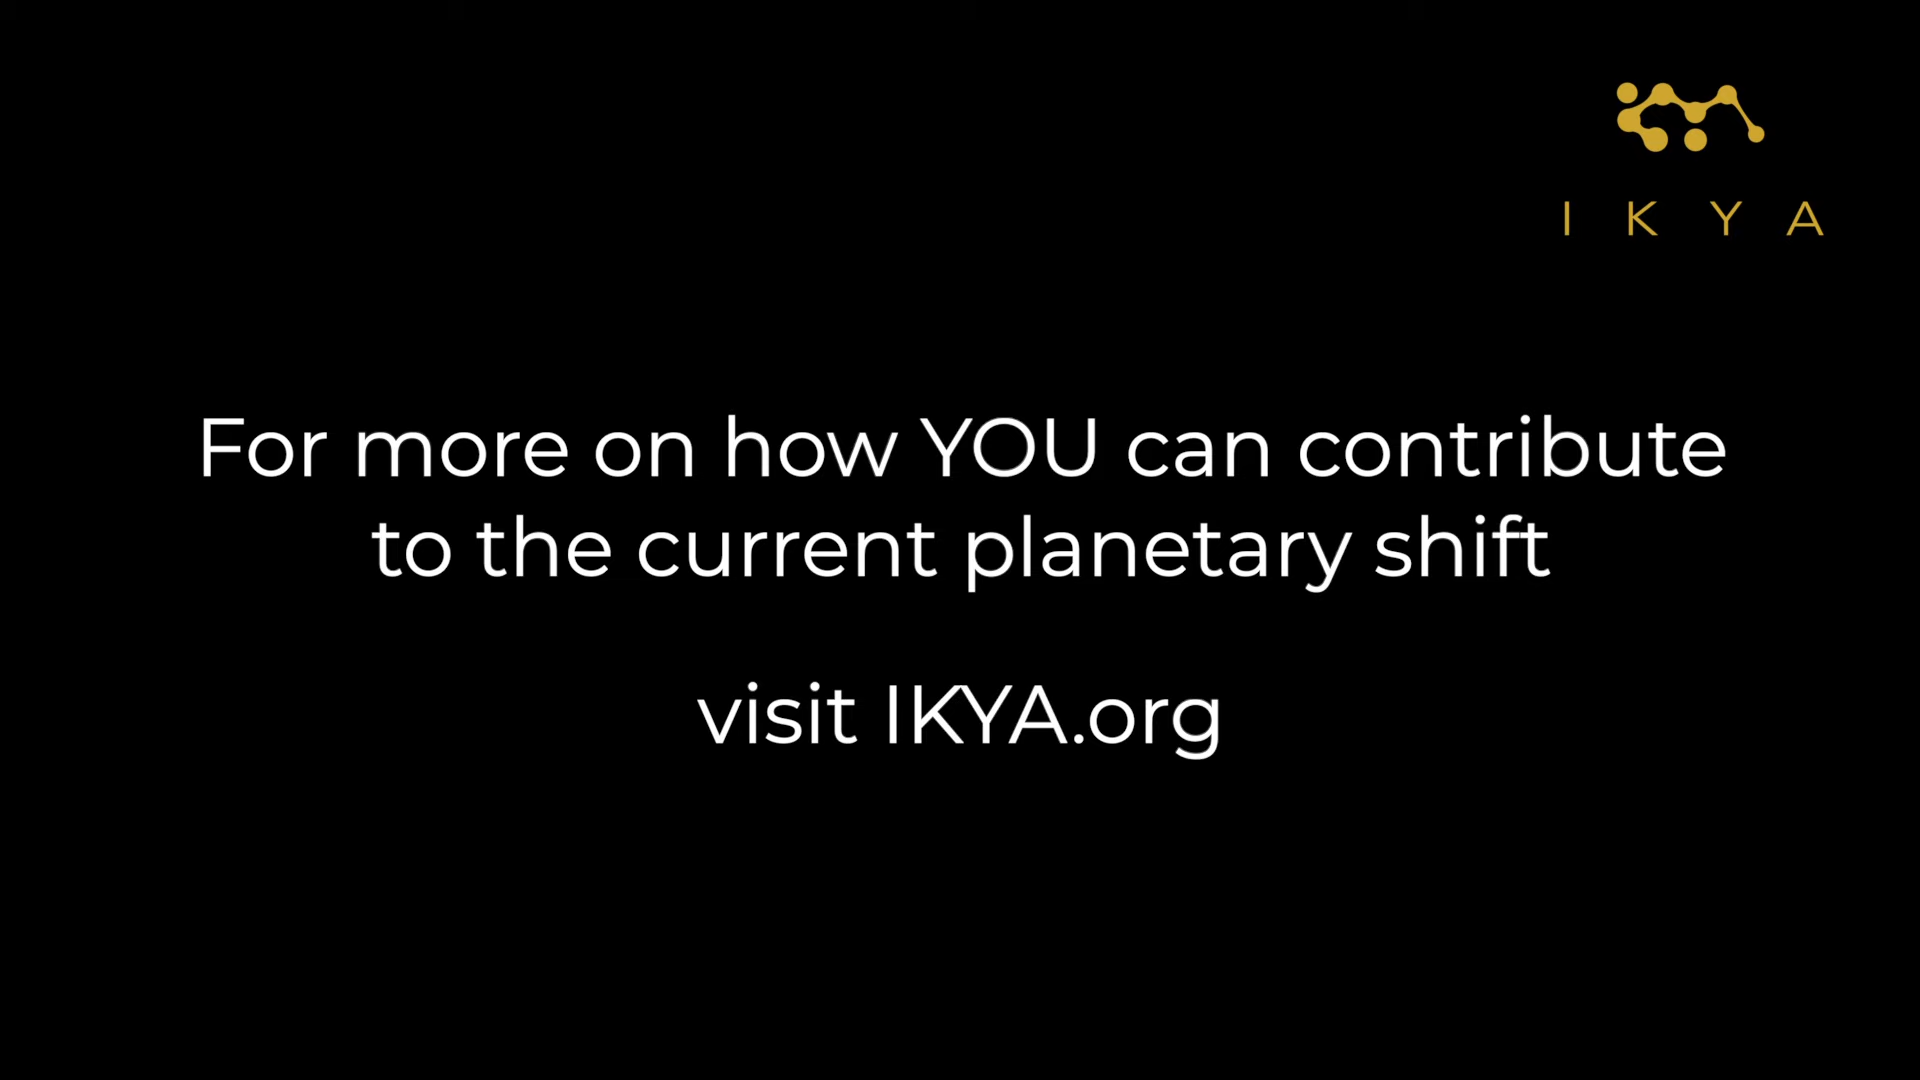 I K Y A
For more on how YOU can contribute
to the current planetary shift
visit IKYA.org